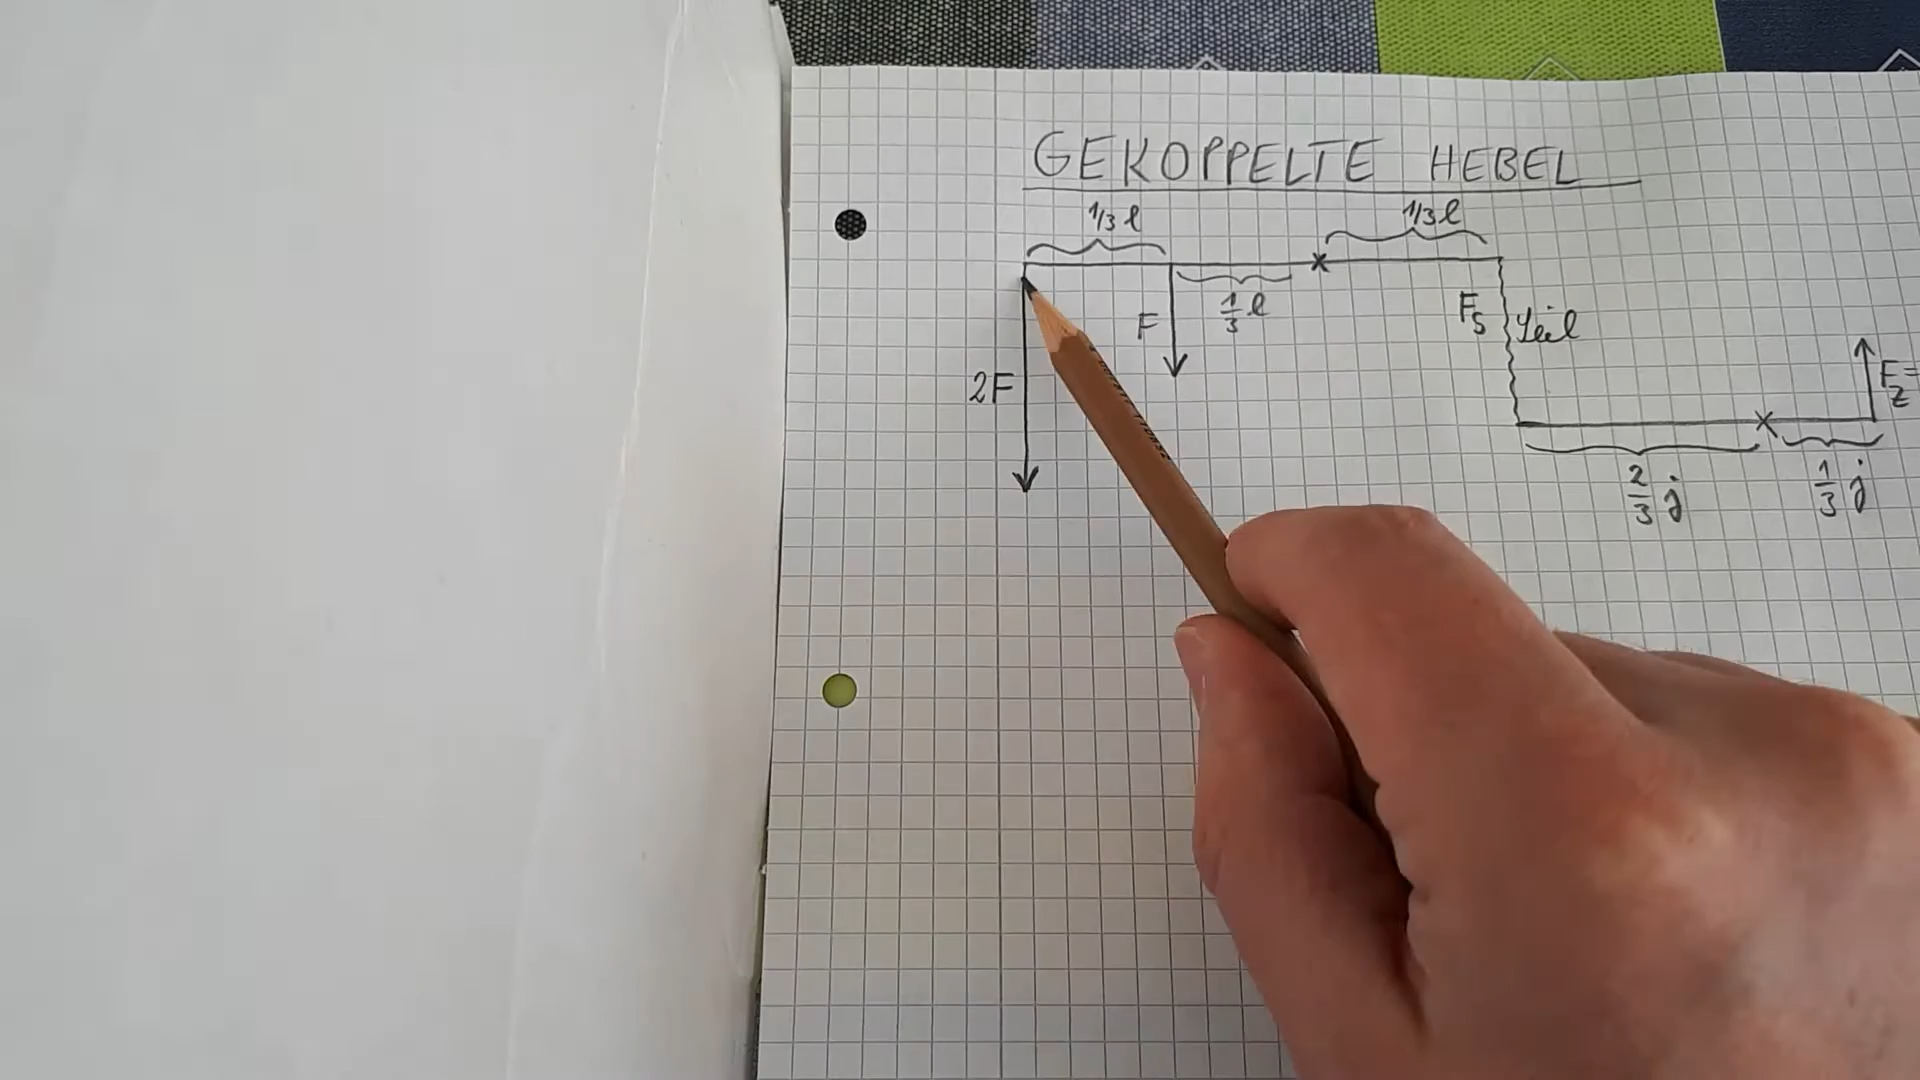 GEKOPPELTE HEBEL
1/3 l
1/3 l
1/3 l
F
F_S
Seil
2F
F_Z =
2/3 j
1/3 j